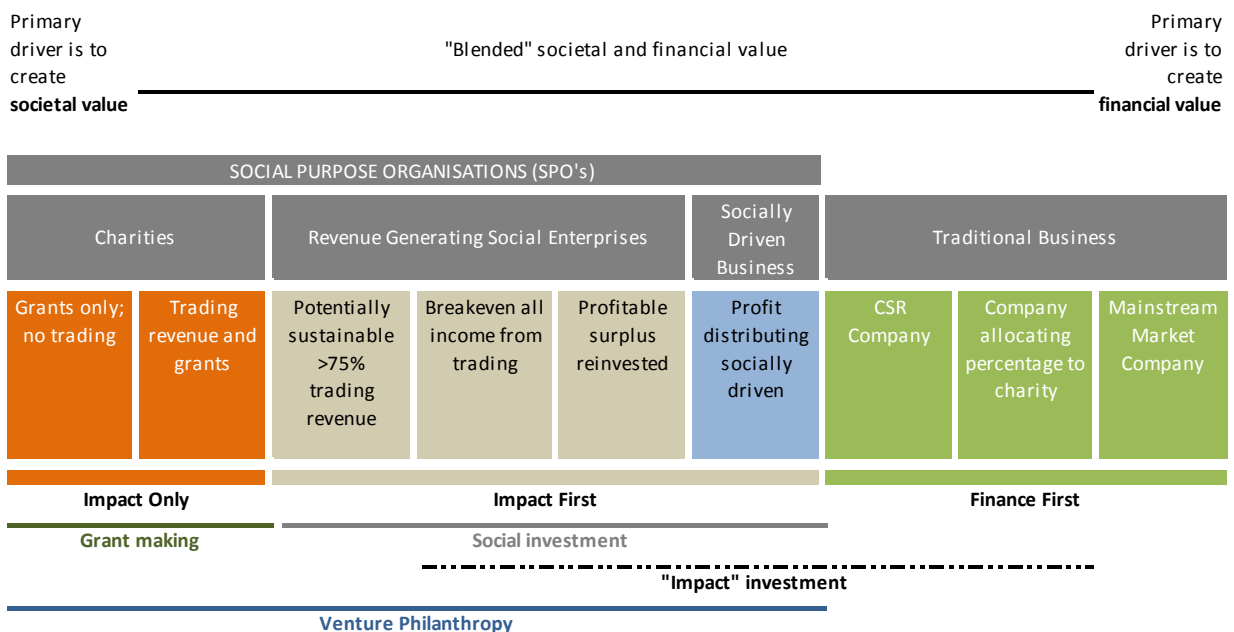 Primary
driver is to
create
societal value
"Blended" societal and financial value
Primary
driver is to
create
financial value
SOCIAL PURPOSE ORGANISATIONS (SPO's)
Charities
Revenue Generating Social Enterprises
Socially
Driven
Business
Traditional Business
Grants only;
no trading
Trading
revenue and
grants
Potentially
sustainable
>75%
trading
revenue
Breakeven all
income from
trading
Profitable
surplus
reinvested
Profit
distributing
socially
driven
CSR
Company
Company
allocating
percentage to
charity
Mainstream
Market
Company
Impact Only
Impact First
Finance First
Grant making
Social investment
"Impact" investment
Venture Philanthropy